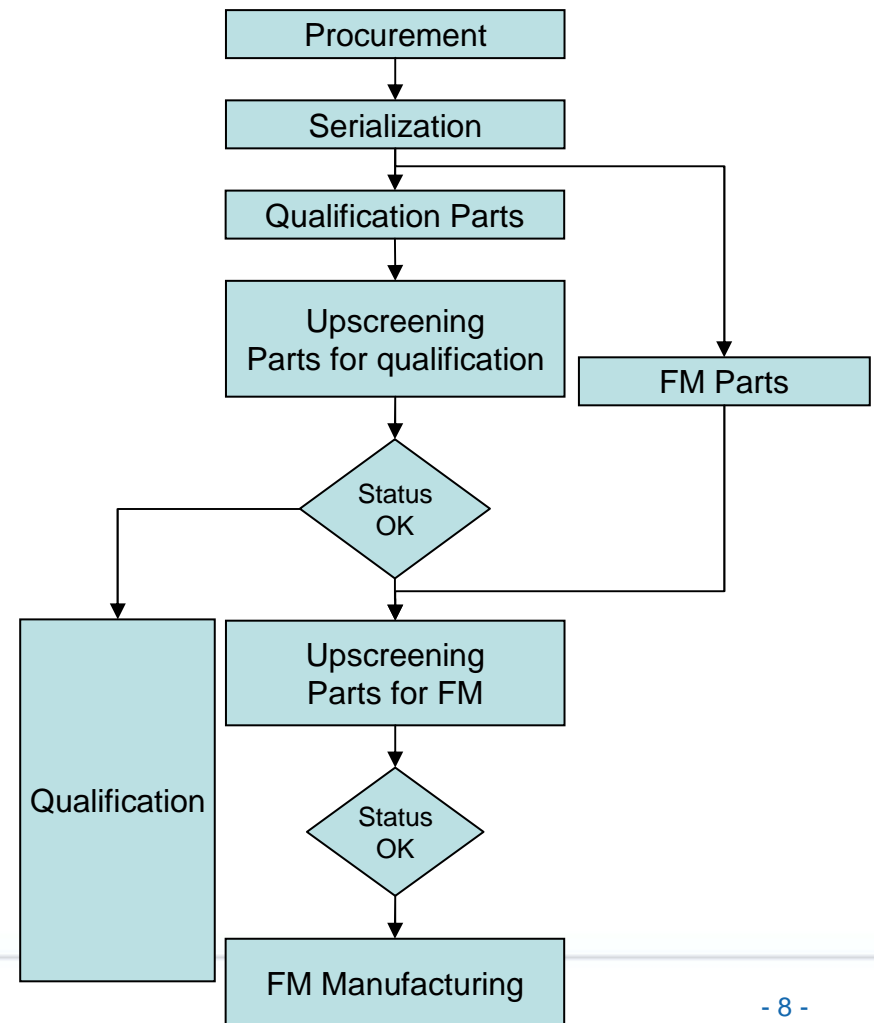 Procurement
Serialization
Qualification Parts
Upscreening
Parts for qualification
FM Parts
Status
OK
Upscreening
Parts for FM
Qualification
Status
OK
FM Manufacturing
- 8 -